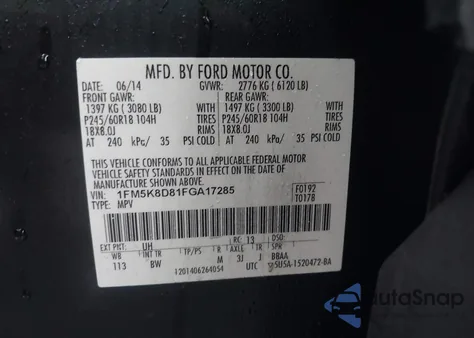 MFD. BY FORD MOTOR CO.
DATE: 06/14 GVWR: 2776 KG ( 6120 LB)
FRONT GAWR: REAR GAWR:
1397 KG ( 3080 LB) WITH 1497 KG ( 3300 LB) WITH
P245/60R18 104H TIRES P245/60R18 104H TIRES
18X8.0J RIMS 18X8.0J RIMS
AT 240 kPa/ 35 PSI COLD AT 240 kPa/ 35 PSI COLD
THIS VEHICLE CONFORMS TO ALL APPLICABLE FEDERAL MOTOR
VEHICLE SAFETY STANDARDS IN EFFECT ON THE DATE OF
MANUFACTURE SHOWN ABOVE.
VIN: 1FM5K8D81FGA17285 F0192
T0178
EXT PNT: UH RC: 13 DSO:
WB INT TR TP/PS R AXLE TR
113 BW M 3J J BBAA
1201406264054 UTC 5U5A-1520472-BA
AutoSnap